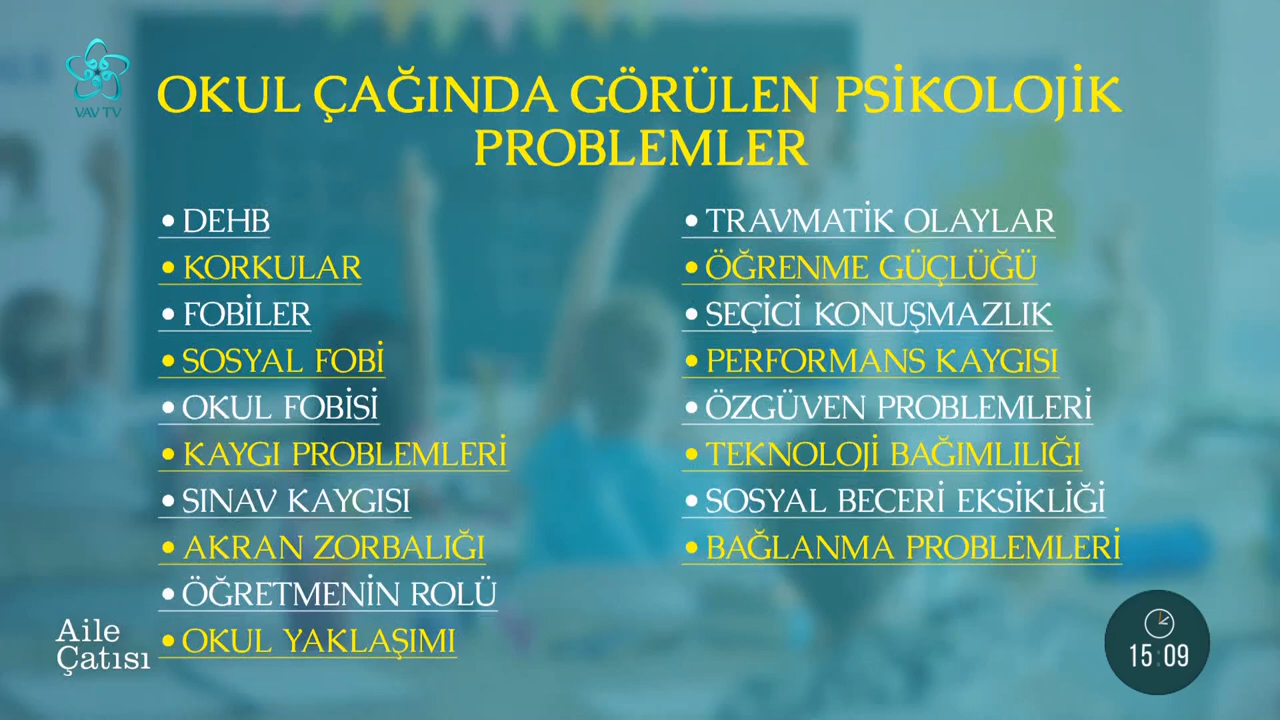 VAV TV
OKUL ÇAĞINDA GÖRÜLEN PSİKOLOJİK
PROBLEMLER
• DEHB
• KORKULAR
• FOBİLER
• SOSYAL FOBİ
• OKUL FOBİSİ
• KAYGI PROBLEMLERİ
• SINAV KAYGISI
• AKRAN ZORBALIĞI
• ÖĞRETMENİN ROLÜ
• OKUL YAKLAŞIMI
• TRAVMATİK OLAYLAR
• ÖĞRENME GÜÇLÜĞÜ
• SEÇİCİ KONUŞMAZLIK
• PERFORMANS KAYGISI
• ÖZGÜVEN PROBLEMLERİ
• TEKNOLOJİ BAĞIMLILIĞI
• SOSYAL BECERİ EKSİKLİĞİ
• BAĞLANMA PROBLEMLERİ
Aile
Çatısı
15:09